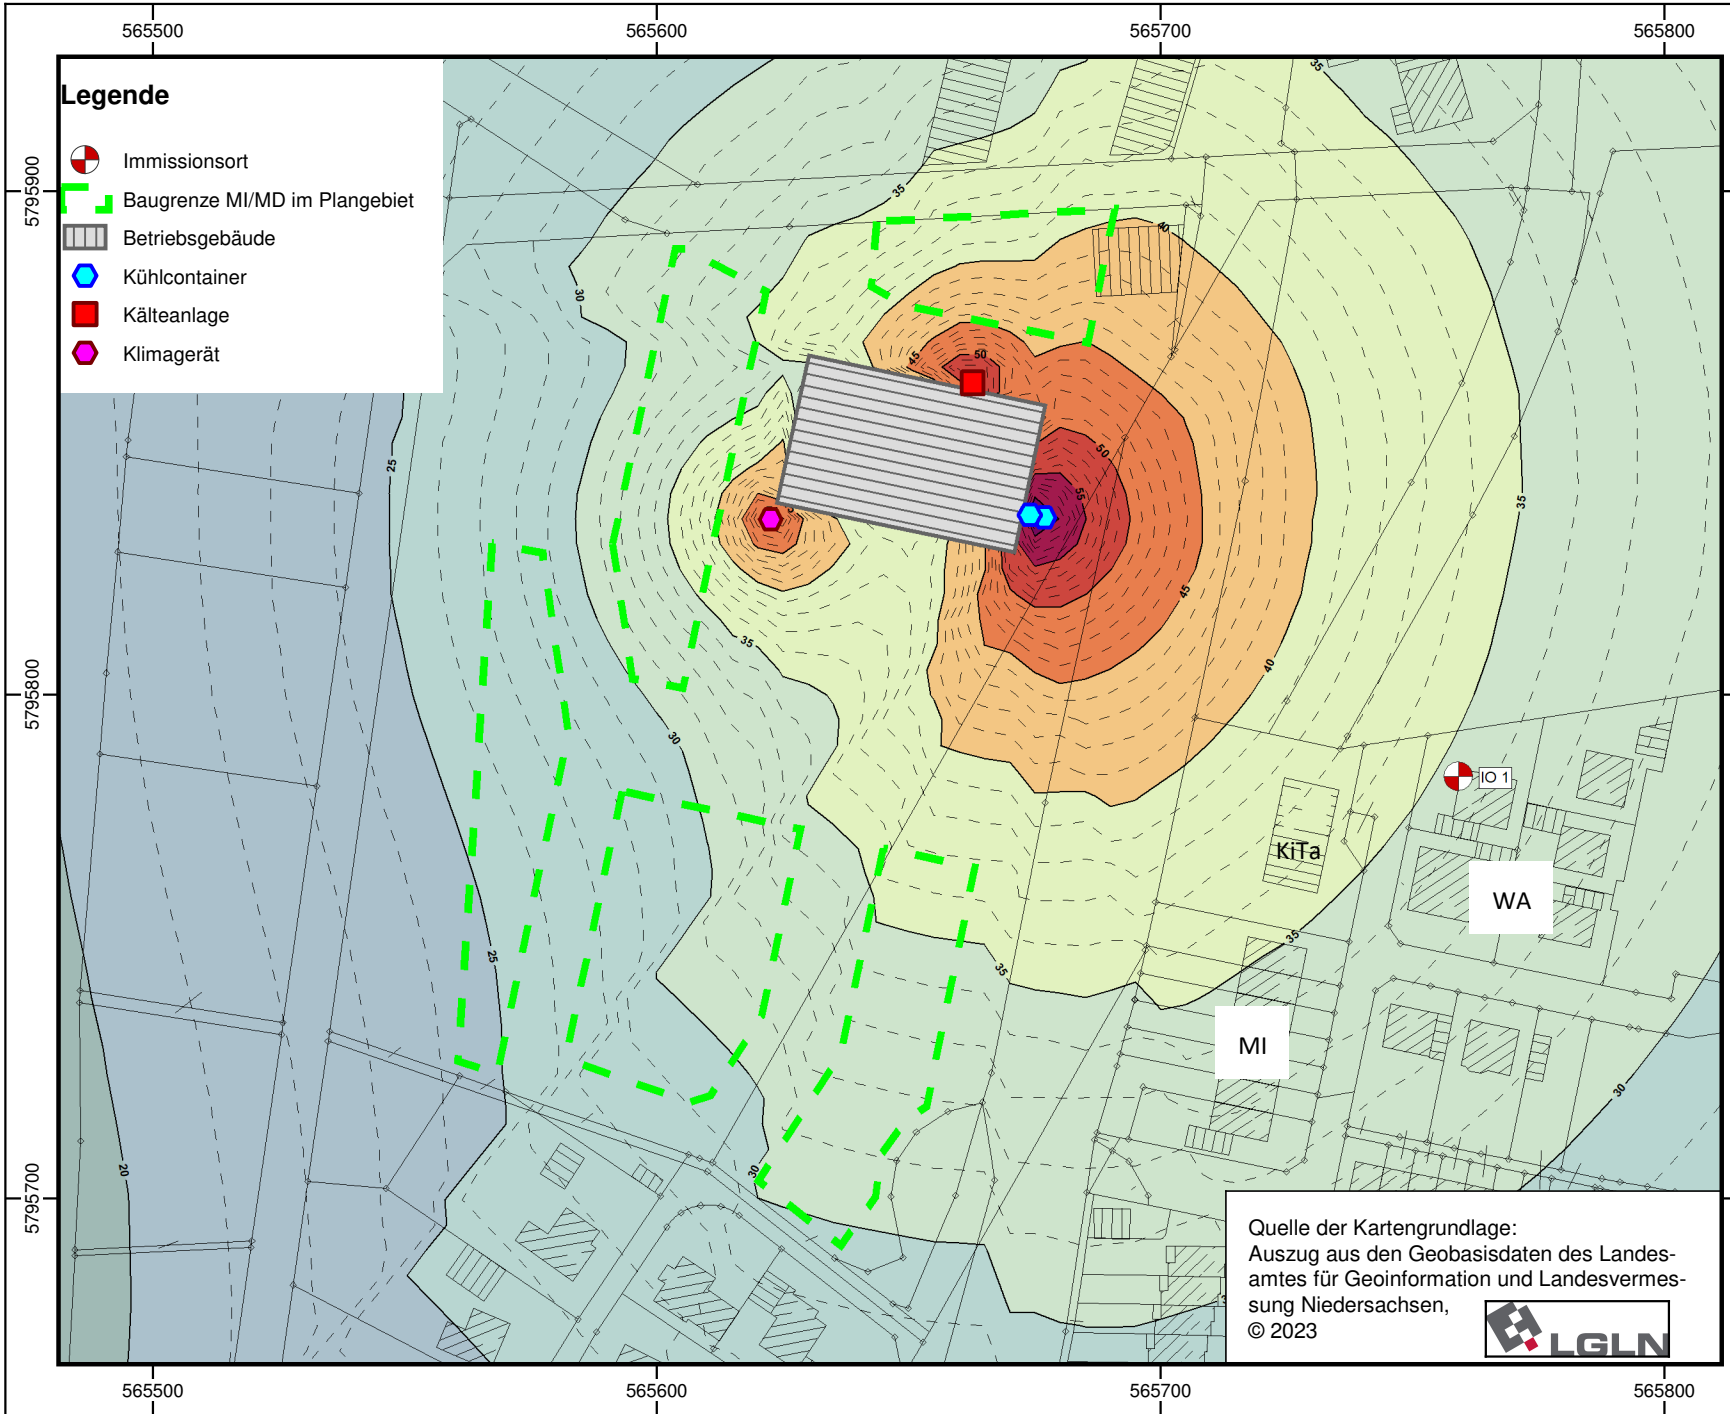 565500
565600
565700
565800
Legende
Immissionsort
Baugrenze MI/MD im Plangebiet
Betriebsgebäude
Kühlcontainer
Kälteanlage
Klimagerät
5795900
5795800
5795700
35
35
40
30
45
50
50
55
25
35
45
35
40
30
IO 1
KiTa
WA
35
25
35
MI
30
20
30
Quelle der Kartengrundlage:
Auszug aus den Geobasisdaten des Landes-
amtes für Geoinformation und Landesvermes-
sung Niedersachsen,
© 2023
LGLN
565500
565600
565700
565800